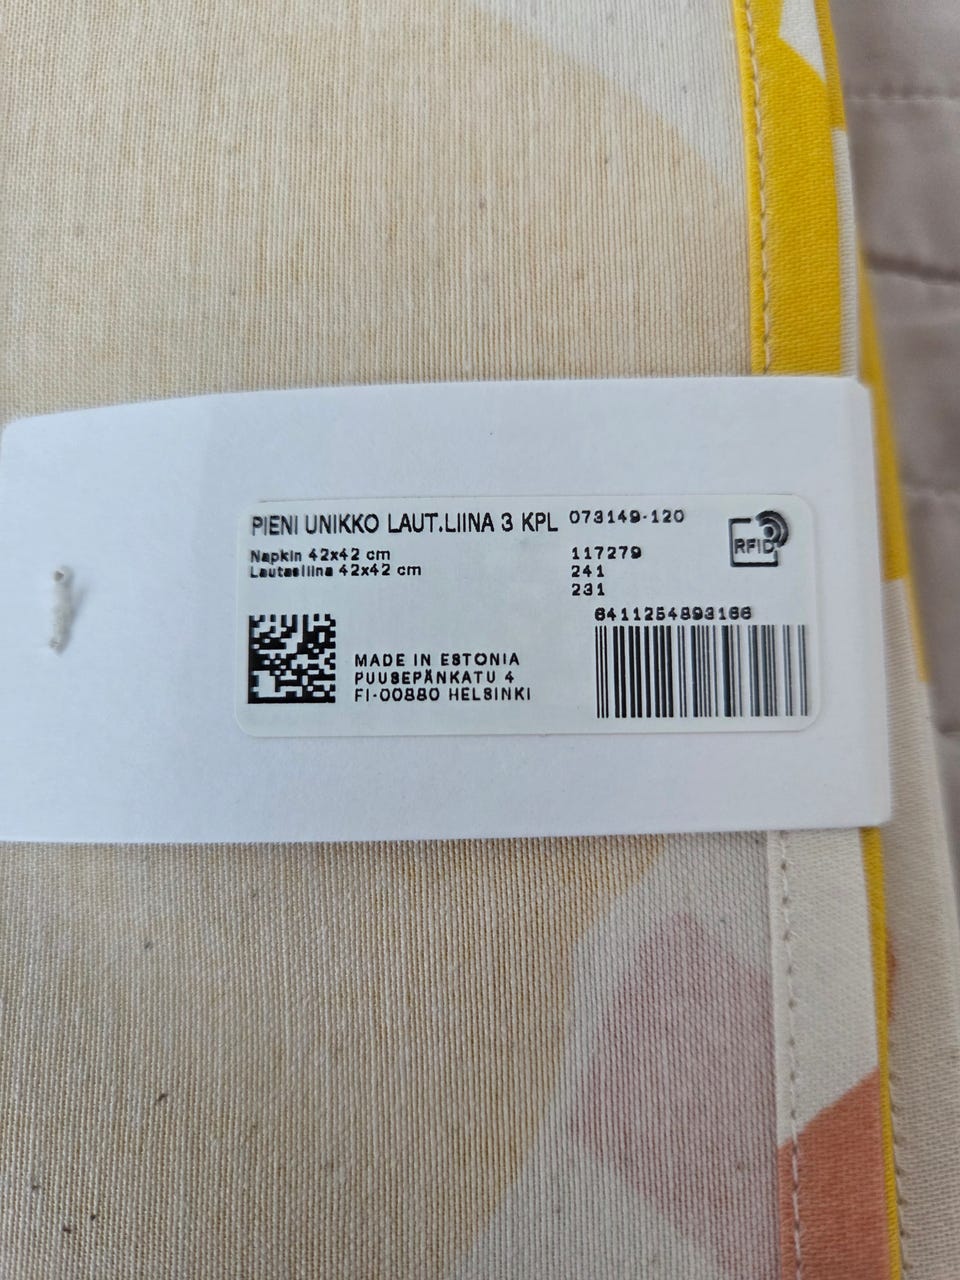 PIENI UNIKKO LAUT.LIINA 3 KPL 073149-120
RFID
Napkin 42x42 cm 117279
Lautasliina 42x42 cm 241
231
6411254893166
MADE IN ESTONIA
PUUSEPÄNKATU 4
FI-00880 HELSINKI